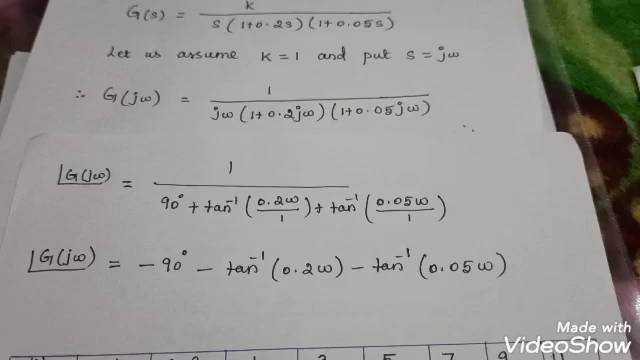 G(s) = K / S(1+0.2s)(1+0.05s)
Let us assume K = 1 and put s = jω
∴ G(jω) = 1 / jω(1+0.2jω)(1+0.05jω)
∠G(jω) = 1 / 90° + tan⁻¹(0.2ω/1) + tan⁻¹(0.05ω/1)
∠G(jω) = -90° - tan⁻¹(0.2ω) - tan⁻¹(0.05ω)
Made with
VideoShow